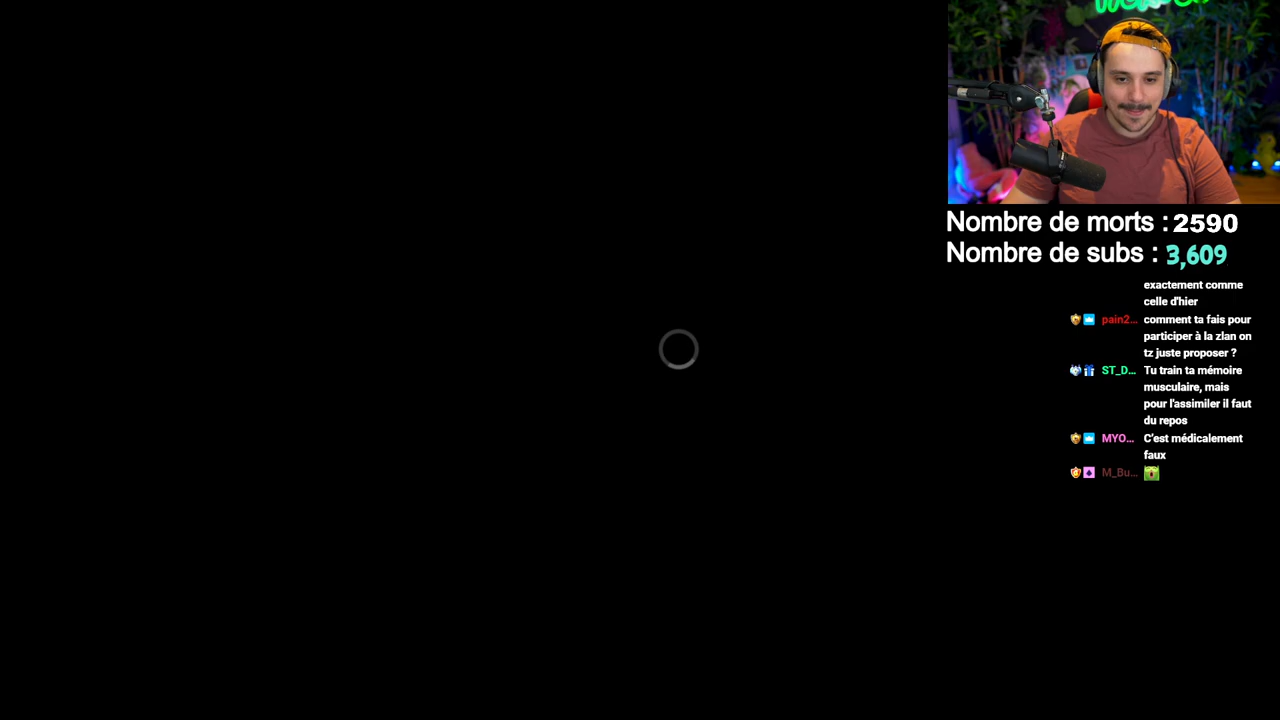 Nombre de morts : 2590
Nombre de subs : 3,609
exactement comme
celle d'hier
pain2... comment ta fais pour
participer à la zlan on
tz juste proposer ?
ST_D... Tu train ta mémoire
musculaire, mais
pour l'assimiler il faut
du repos
MYO... C'est médicalement
faux
M_Bu...